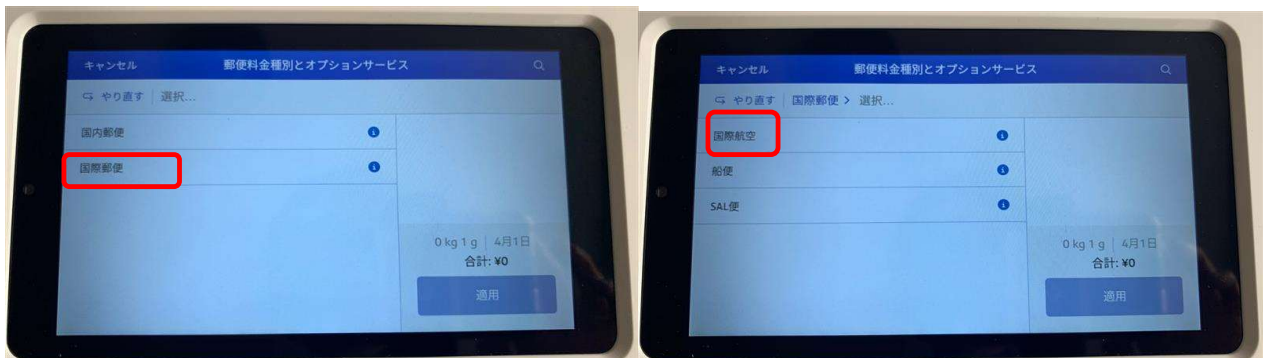 キャンセル 郵便料金種別とオプションサービス
やり直す 選択...
国内郵便
国際郵便
0 kg 1 g | 4月1日
合計: ¥0
適用
キャンセル 郵便料金種別とオプションサービス
やり直す 国際郵便 > 選択...
国際航空
船便
SAL便
0 kg 1 g | 4月1日
合計: ¥0
適用